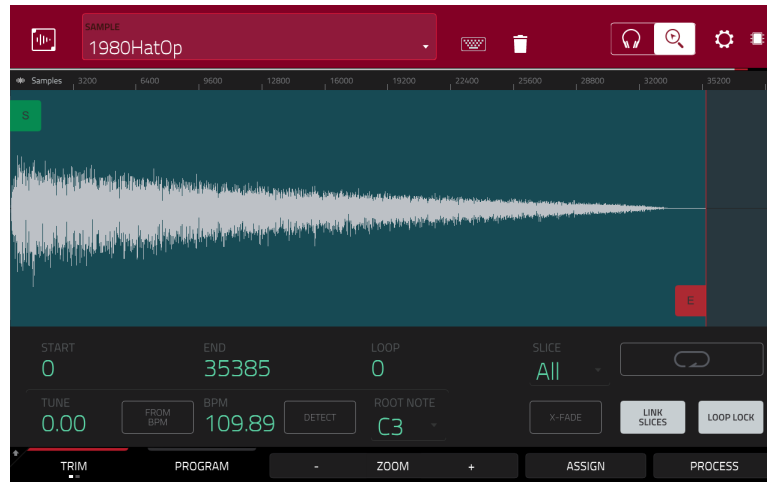 SAMPLE
1980HatOp
Samples 3200 6400 9600 12800 16000 19200 22400 25600 28800 32000 35200
S
E
START END LOOP SLICE
0 35385 0 All
TUNE BPM ROOT NOTE
0.00 FROM BPM 109.89 DETECT C3 X-FADE LINK SLICES LOOP LOCK
TRIM PROGRAM - ZOOM + ASSIGN PROCESS